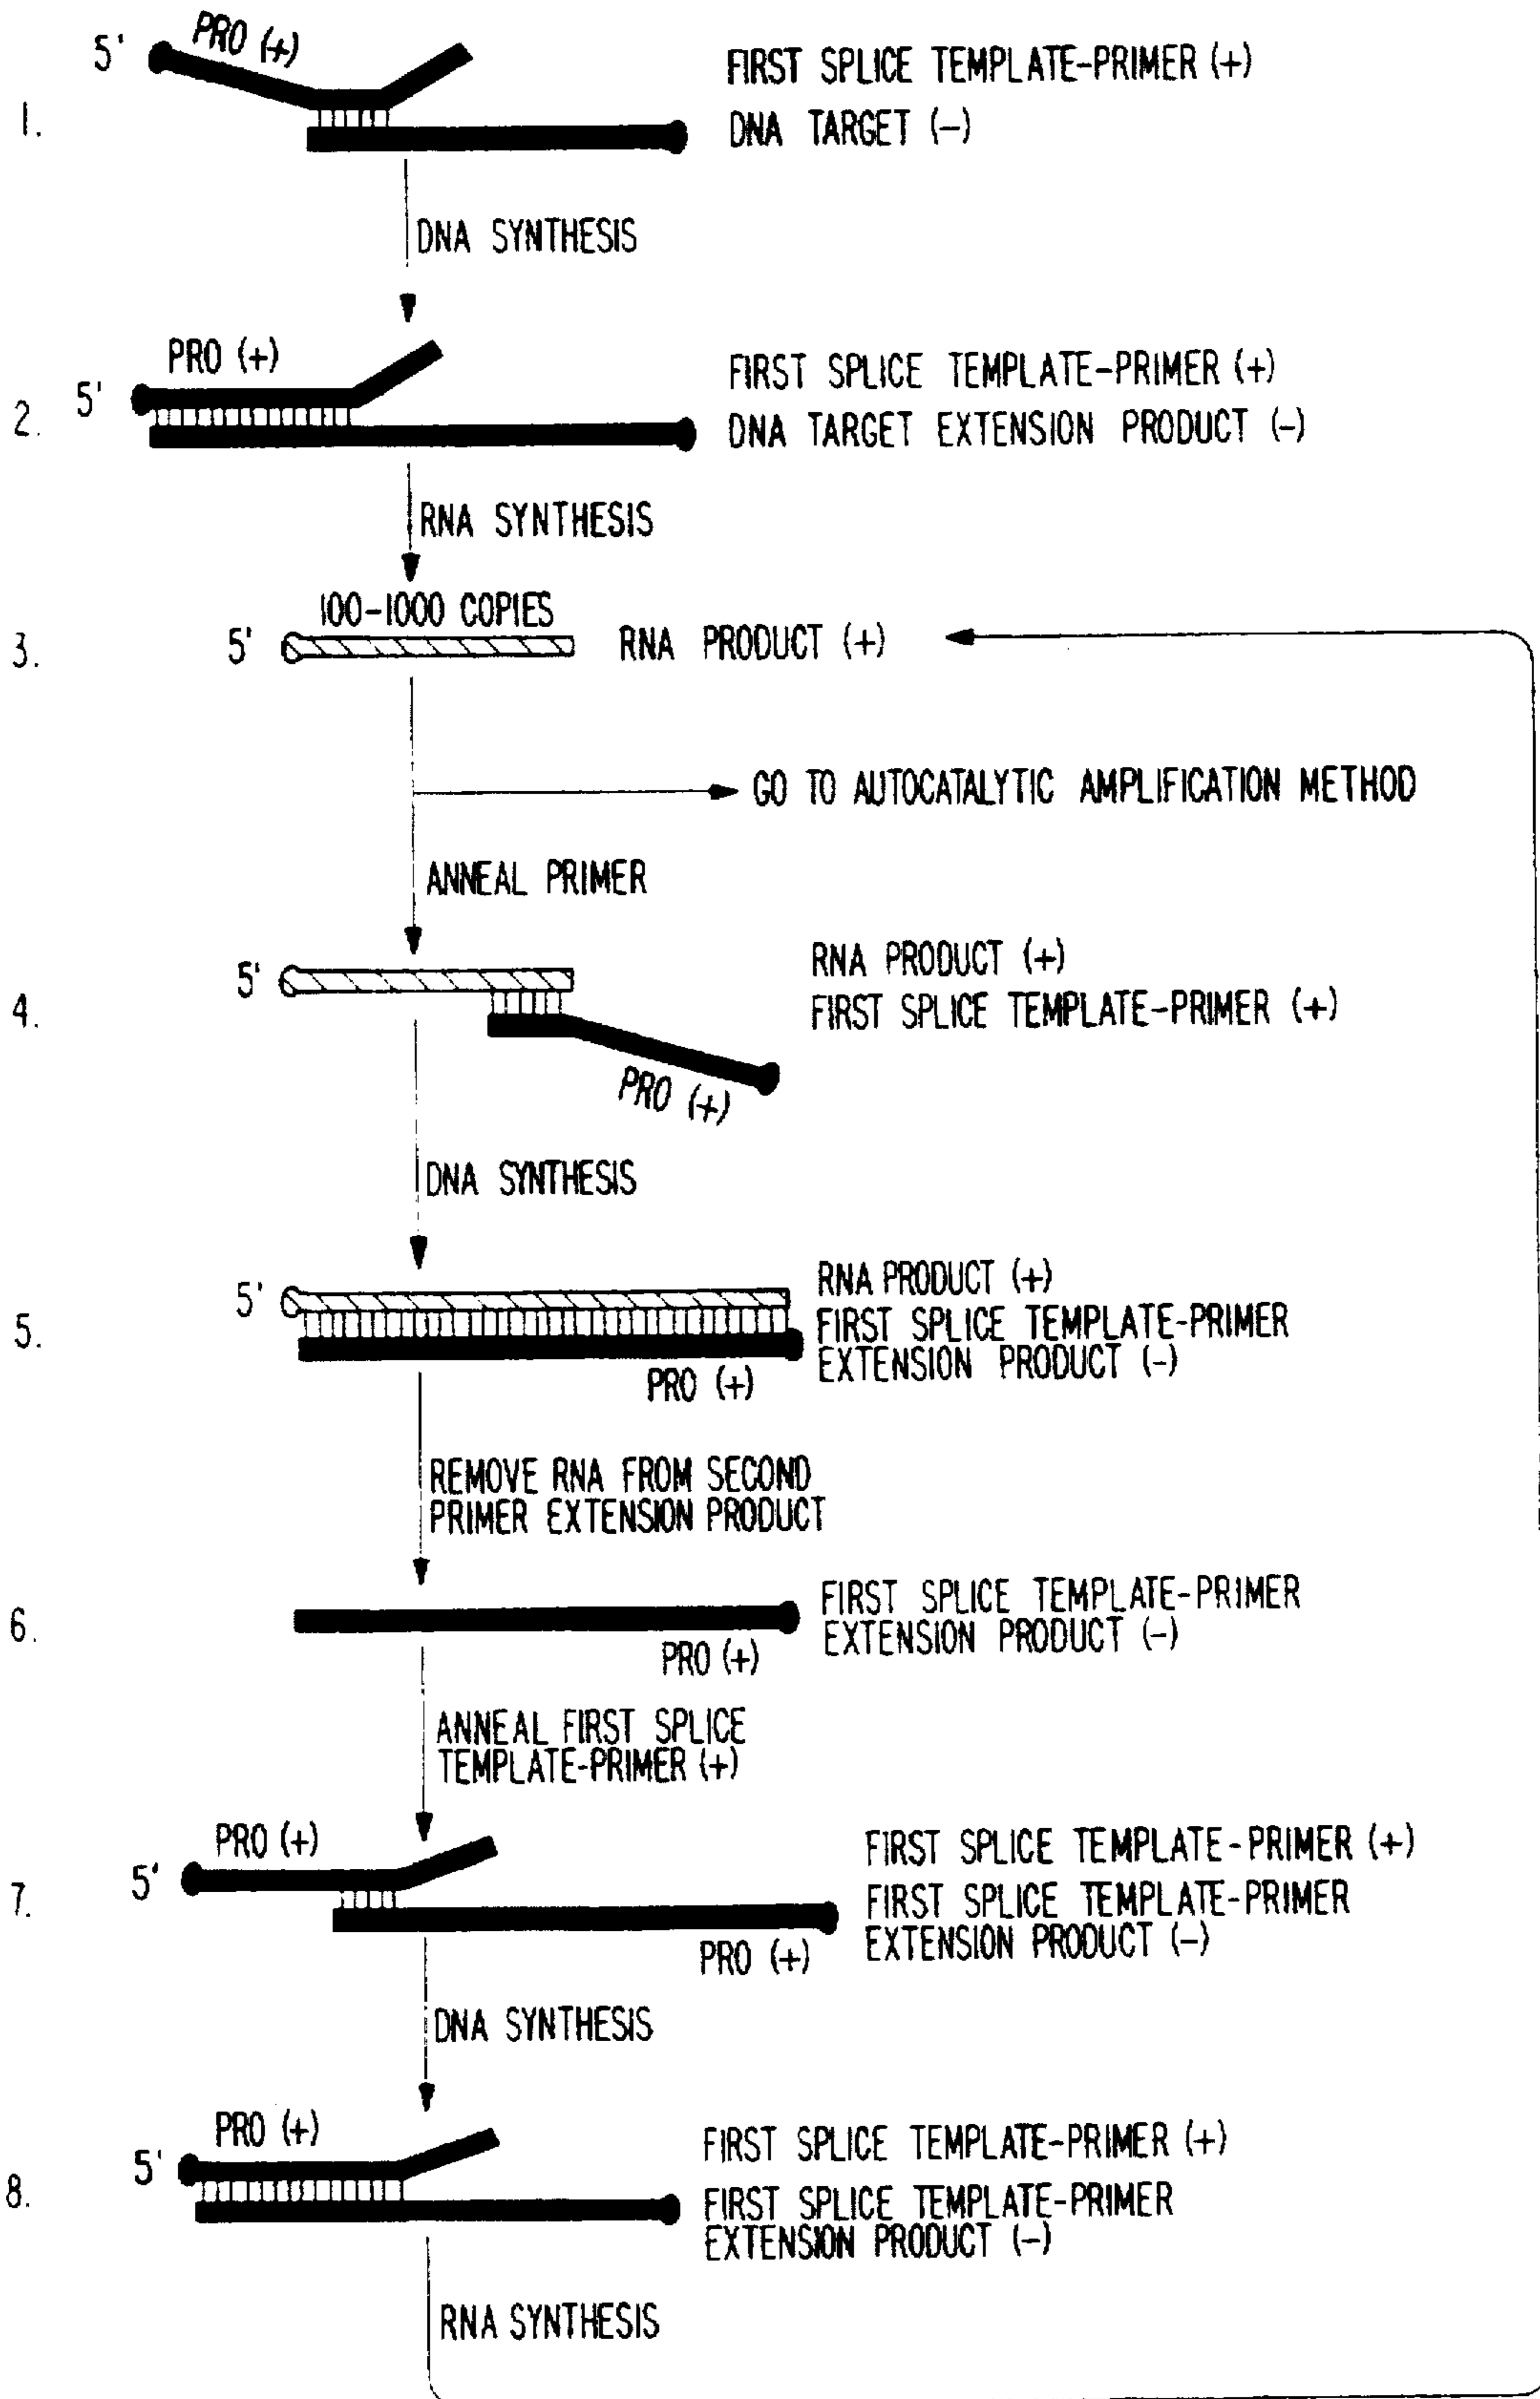 5' PRO (+)
FIRST SPLICE TEMPLATE-PRIMER (+)
1.
DNA TARGET (-)
DNA SYNTHESIS
PRO (+)
5'
FIRST SPLICE TEMPLATE-PRIMER (+)
2.
DNA TARGET EXTENSION PRODUCT (-)
RNA SYNTHESIS
100-1000 COPIES
3. 5' RNA PRODUCT (+)
GO TO AUTOCATALYTIC AMPLIFICATION METHOD
ANNEAL PRIMER
5' RNA PRODUCT (+)
4. FIRST SPLICE TEMPLATE-PRIMER (+)
PRO (+)
DNA SYNTHESIS
5' RNA PRODUCT (+)
5. FIRST SPLICE TEMPLATE-PRIMER
EXTENSION PRODUCT (-)
PRO (+)
REMOVE RNA FROM SECOND
PRIMER EXTENSION PRODUCT
6. FIRST SPLICE TEMPLATE-PRIMER
EXTENSION PRODUCT (-)
PRO (+)
ANNEAL FIRST SPLICE
TEMPLATE-PRIMER (+)
PRO (+)
5' FIRST SPLICE TEMPLATE-PRIMER (+)
7. FIRST SPLICE TEMPLATE-PRIMER
EXTENSION PRODUCT (-)
PRO (+)
DNA SYNTHESIS
PRO (+)
5' FIRST SPLICE TEMPLATE-PRIMER (+)
8. FIRST SPLICE TEMPLATE-PRIMER
EXTENSION PRODUCT (-)
RNA SYNTHESIS